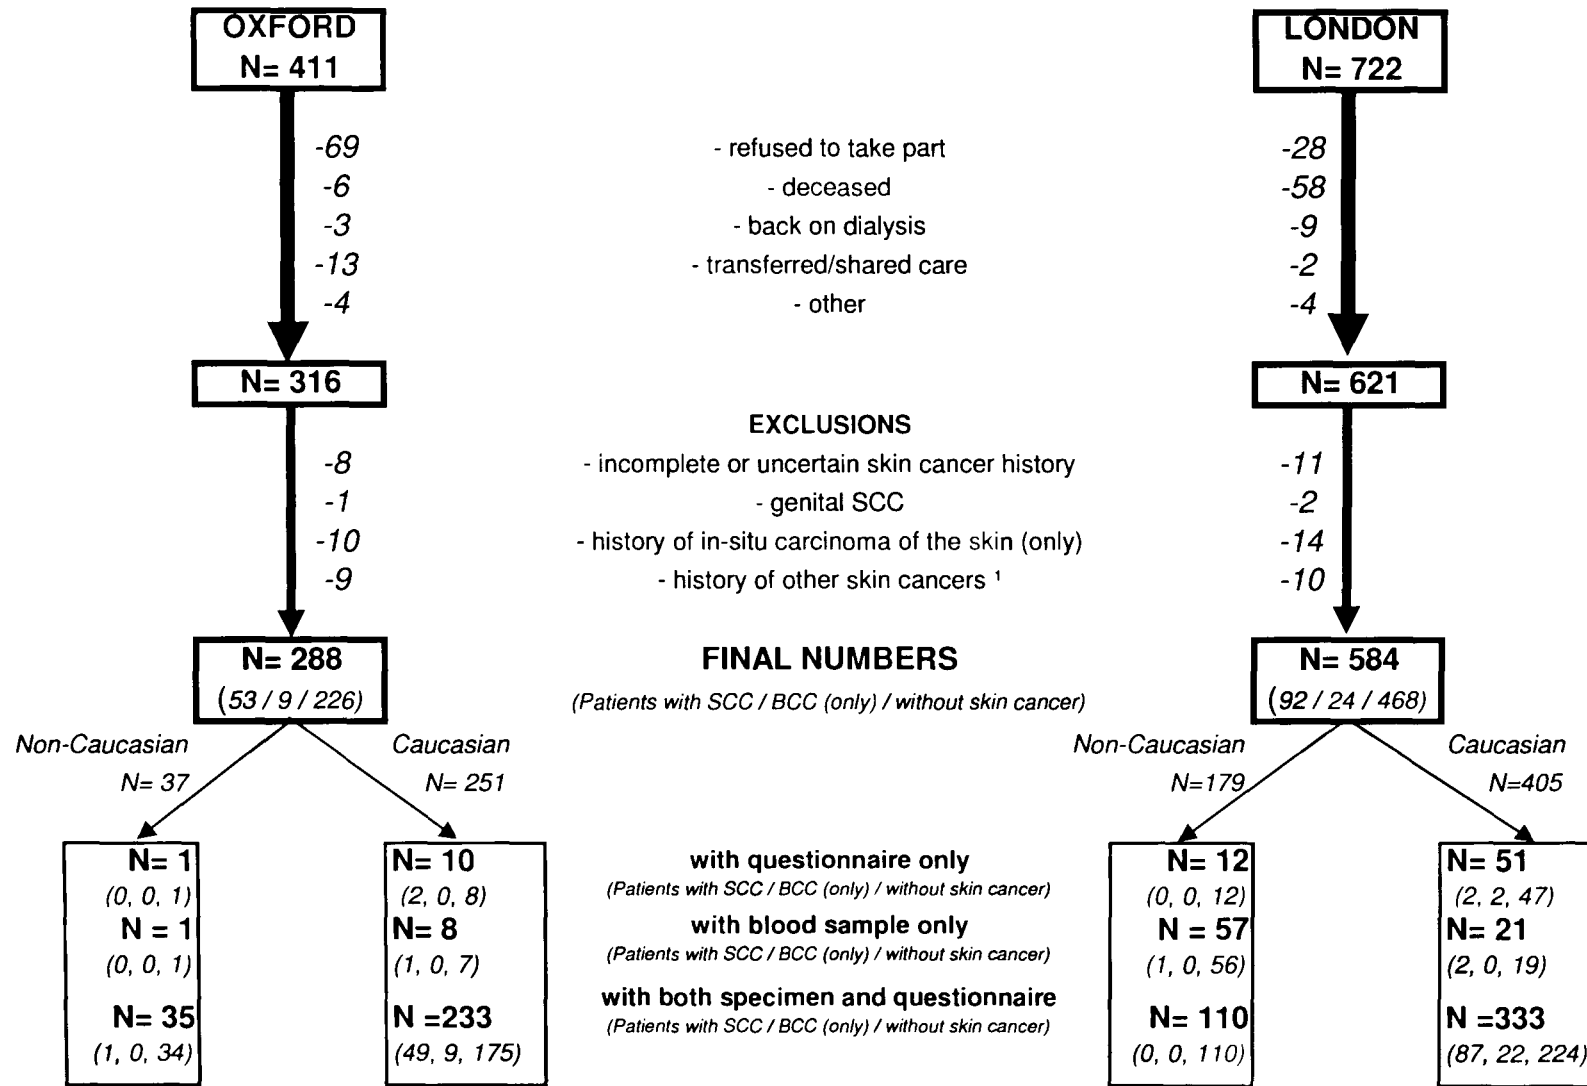 OXFORD
N= 411
LONDON
N= 722
-69 - refused to take part -28
-6 - deceased -58
-3 - back on dialysis -9
-13 - transferred/shared care -2
-4 - other -4
N= 316
N= 621
EXCLUSIONS
-8 - incomplete or uncertain skin cancer history -11
-1 - genital SCC -2
-10 - history of in-situ carcinoma of the skin (only) -14
-9 - history of other skin cancers ¹ -10
N= 288
(53 / 9 / 226)
FINAL NUMBERS
(Patients with SCC / BCC (only) / without skin cancer)
N= 584
(92 / 24 / 468)
Non-Caucasian
N= 37
Caucasian
N= 251
Non-Caucasian
N=179
Caucasian
N=405
N= 1 N= 10 with questionnaire only N= 12 N= 51
(0, 0, 1) (2, 0, 8) (Patients with SCC / BCC (only) / without skin cancer) (0, 0, 12) (2, 2, 47)
N = 1 N= 8 with blood sample only N = 57 N= 21
(0, 0, 1) (1, 0, 7) (Patients with SCC / BCC (only) / without skin cancer) (1, 0, 56) (2, 0, 19)
N= 35 N =233 with both specimen and questionnaire N= 110 N =333
(1, 0, 34) (49, 9, 175) (Patients with SCC / BCC (only) / without skin cancer) (0, 0, 110) (87, 22, 224)